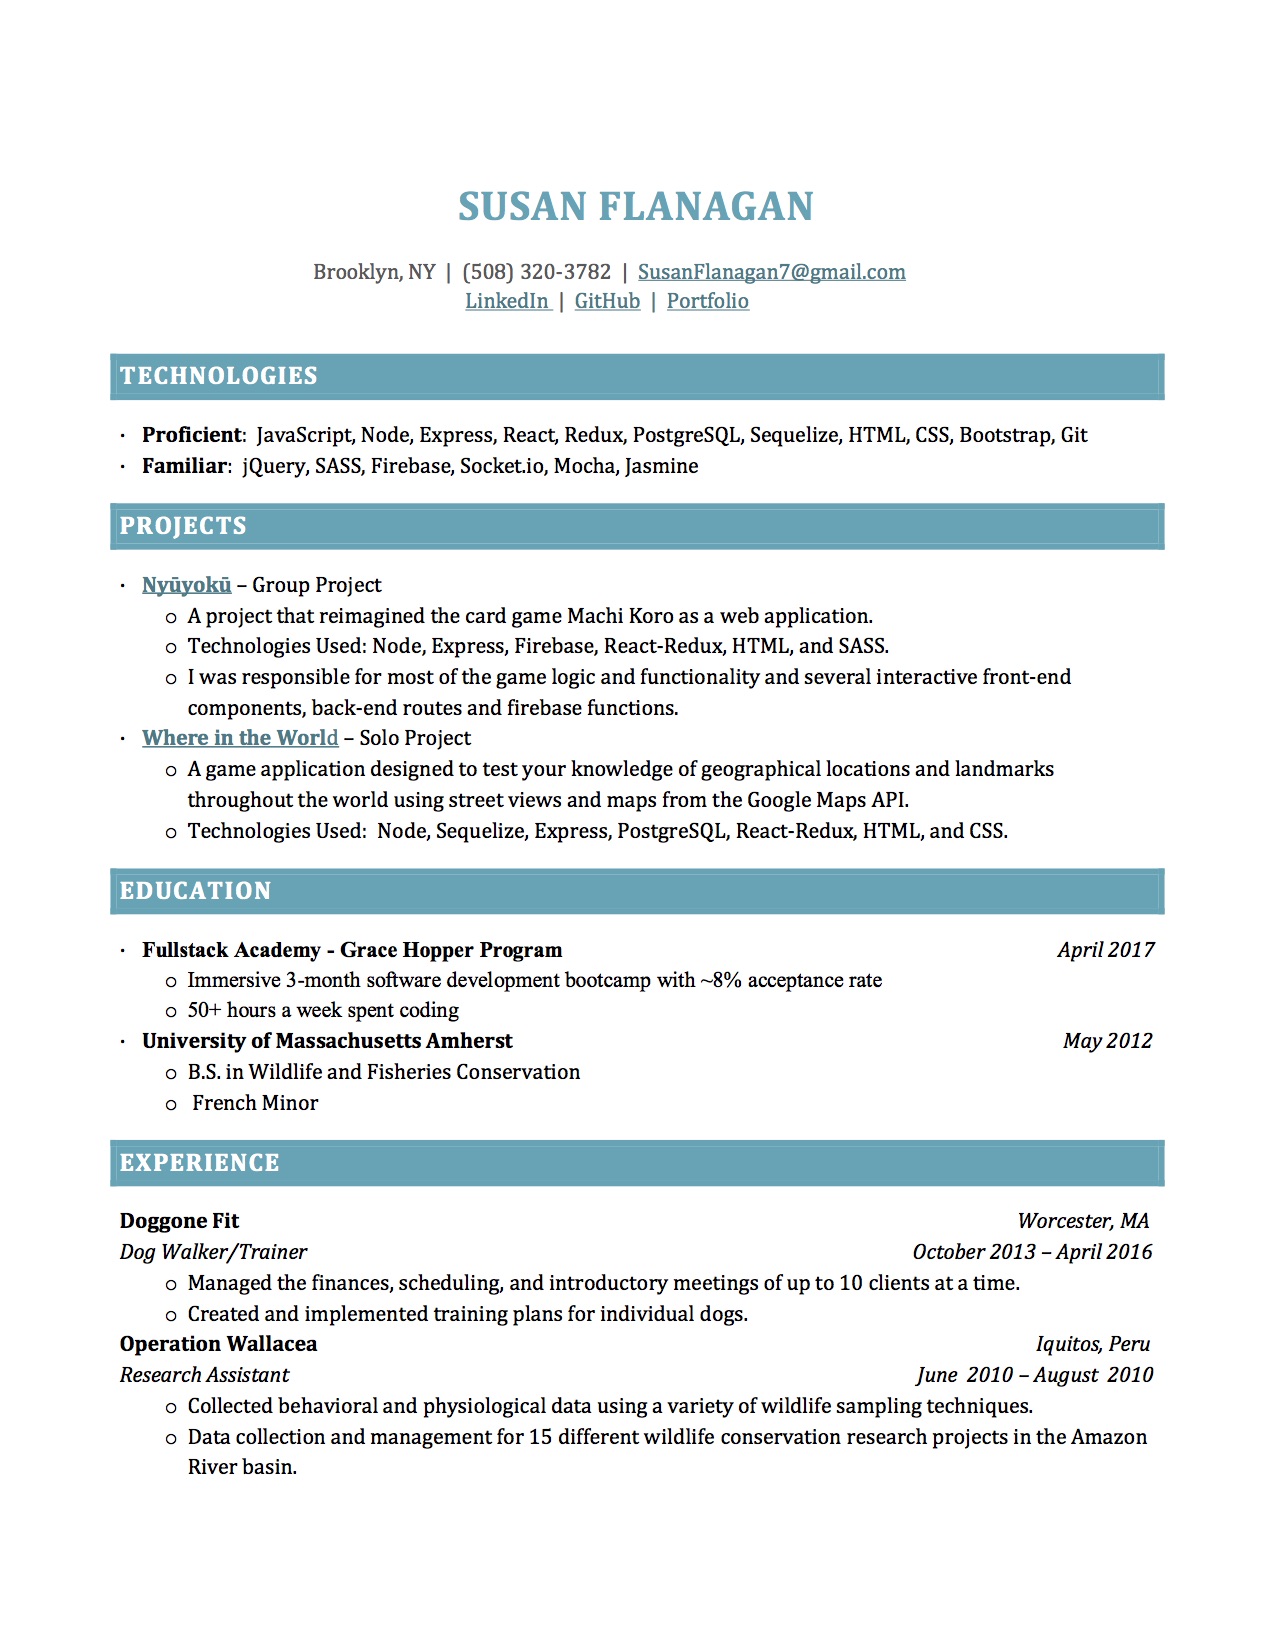 SUSAN FLANAGAN
Brooklyn, NY | (508) 320-3782 | SusanFlanagan7@gmail.com
LinkedIn | GitHub | Portfolio
TECHNOLOGIES
· Proficient: JavaScript, Node, Express, React, Redux, PostgreSQL, Sequelize, HTML, CSS, Bootstrap, Git
· Familiar: jQuery, SASS, Firebase, Socket.io, Mocha, Jasmine
PROJECTS
· Nyūyokū – Group Project
o A project that reimagined the card game Machi Koro as a web application.
o Technologies Used: Node, Express, Firebase, React-Redux, HTML, and SASS.
o I was responsible for most of the game logic and functionality and several interactive front-end
components, back-end routes and firebase functions.
· Where in the World – Solo Project
o A game application designed to test your knowledge of geographical locations and landmarks
throughout the world using street views and maps from the Google Maps API.
o Technologies Used: Node, Sequelize, Express, PostgreSQL, React-Redux, HTML, and CSS.
EDUCATION
· Fullstack Academy - Grace Hopper Program April 2017
o Immersive 3-month software development bootcamp with ~8% acceptance rate
o 50+ hours a week spent coding
· University of Massachusetts Amherst May 2012
o B.S. in Wildlife and Fisheries Conservation
o French Minor
EXPERIENCE
Doggone Fit Worcester, MA
Dog Walker/Trainer October 2013 – April 2016
o Managed the finances, scheduling, and introductory meetings of up to 10 clients at a time.
o Created and implemented training plans for individual dogs.
Operation Wallacea Iquitos, Peru
Research Assistant June 2010 – August 2010
o Collected behavioral and physiological data using a variety of wildlife sampling techniques.
o Data collection and management for 15 different wildlife conservation research projects in the Amazon
River basin.